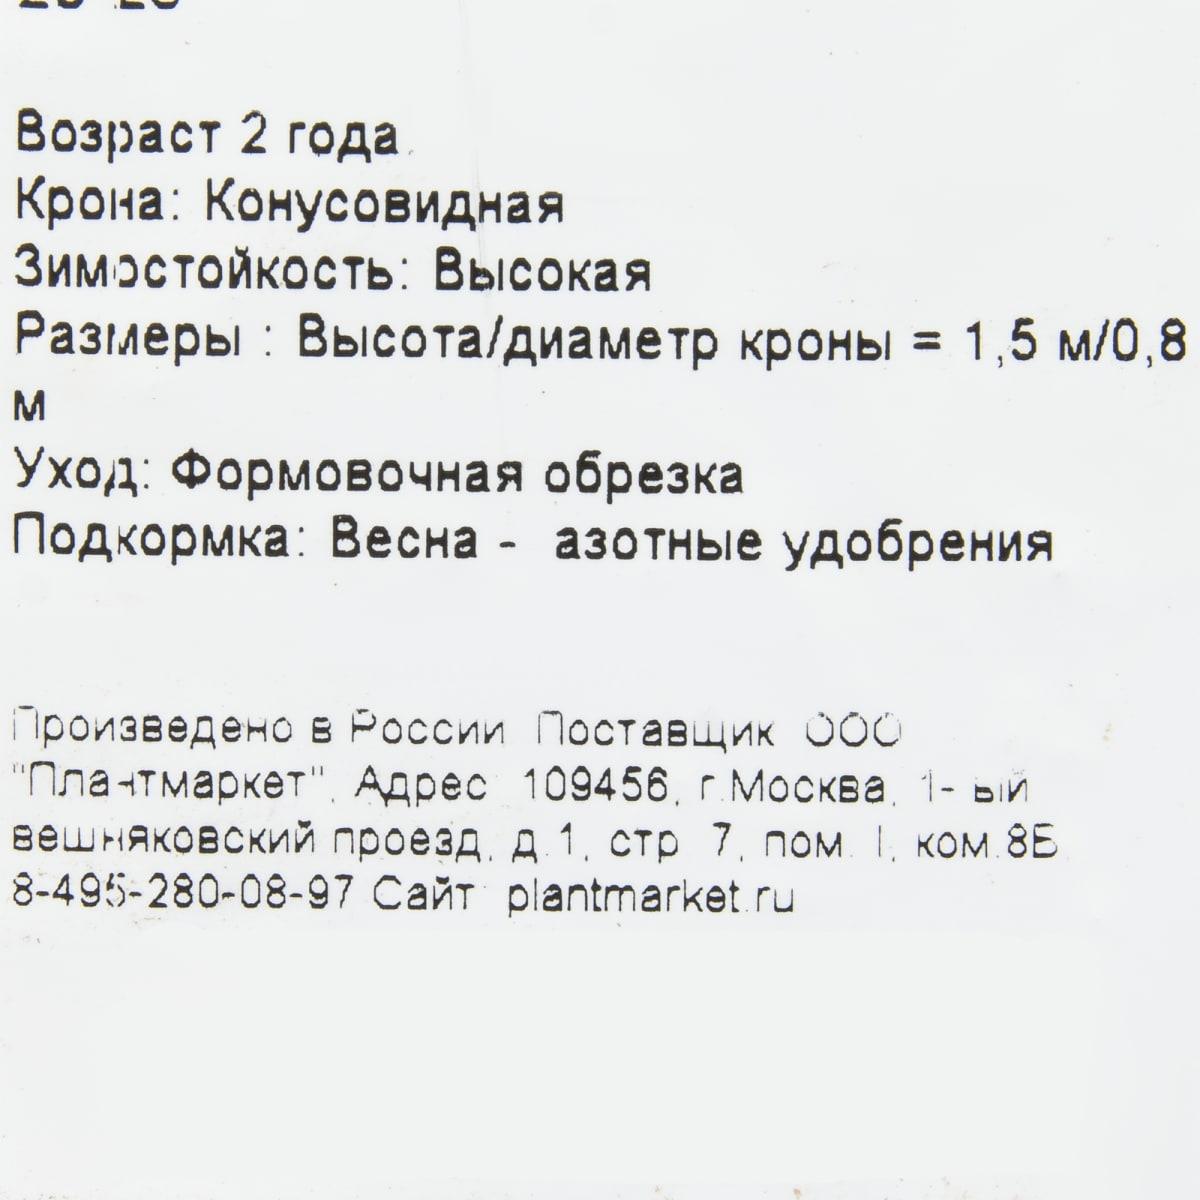 Возраст 2 года.
Крона: Конусовидная
Зимостойкость: Высокая
Размеры : Высота/диаметр кроны = 1,5 м/0,8
м
Уход: Формовочная обрезка
Подкормка: Весна - азотные удобрения
Произведено в России Поставщик ООО
"Плантмаркет". Адрес 109456, г.Москва, 1- ый
вешняковский проезд, д.1, стр 7, пом. I, ком.8Б
8-495-280-08-97 Сайт plantmarket.ru